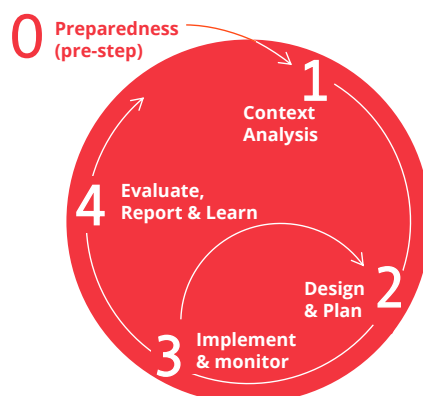 0 Preparedness
(pre-step)
1
Context
Analysis
2
Design
& Plan
3
Implement
& monitor
4
Evaluate,
Report & Learn